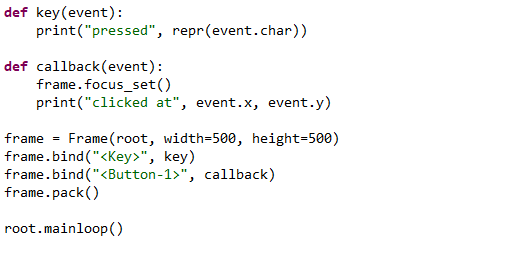 def key(event):
    print("pressed", repr(event.char))

def callback(event):
    frame.focus_set()
    print("clicked at", event.x, event.y)

frame = Frame(root, width=500, height=500)
frame.bind("<Key>", key)
frame.bind("<Button-1>", callback)
frame.pack()

root.mainloop()